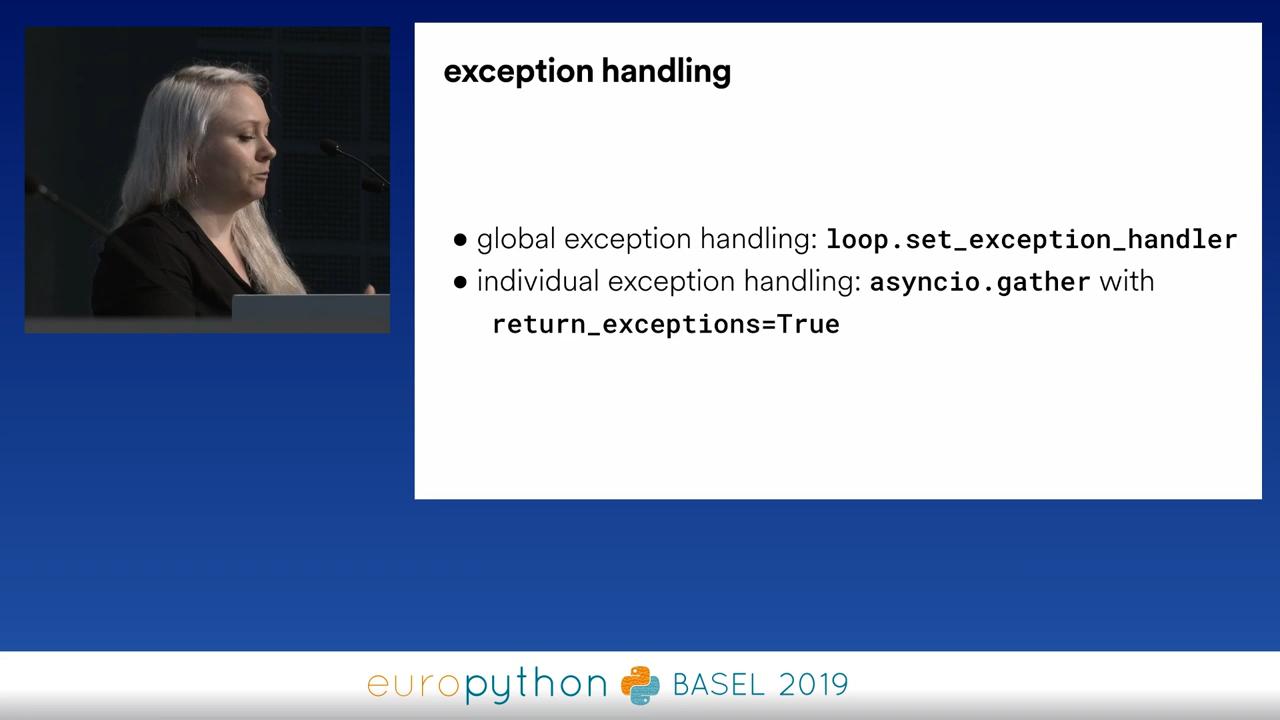 exception handling
● global exception handling: loop.set_exception_handler
● individual exception handling: asyncio.gather with
return_exceptions=True
europython BASEL 2019